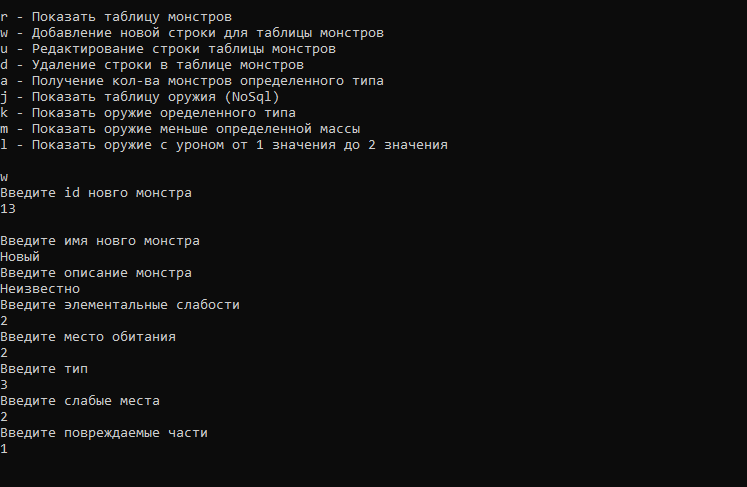 r - Показать таблицу монстров
w - Добавление новой строки для таблицы монстров
u - Редактирование строки таблицы монстров
d - Удаление строки в таблице монстров
a - Получение кол-ва монстров определенного типа
j - Показать таблицу оружия (NoSql)
k - Показать оружие оределенного типа
m - Показать оружие меньше определенной массы
l - Показать оружие с уроном от 1 значения до 2 значения
w
Введите id новго монстра
13
Введите имя новго монстра
Новый
Введите описание монстра
Неизвестно
Введите элементальные слабости
2
Введите место обитания
2
Введите тип
3
Введите слабые места
2
Введите повреждаемые части
1